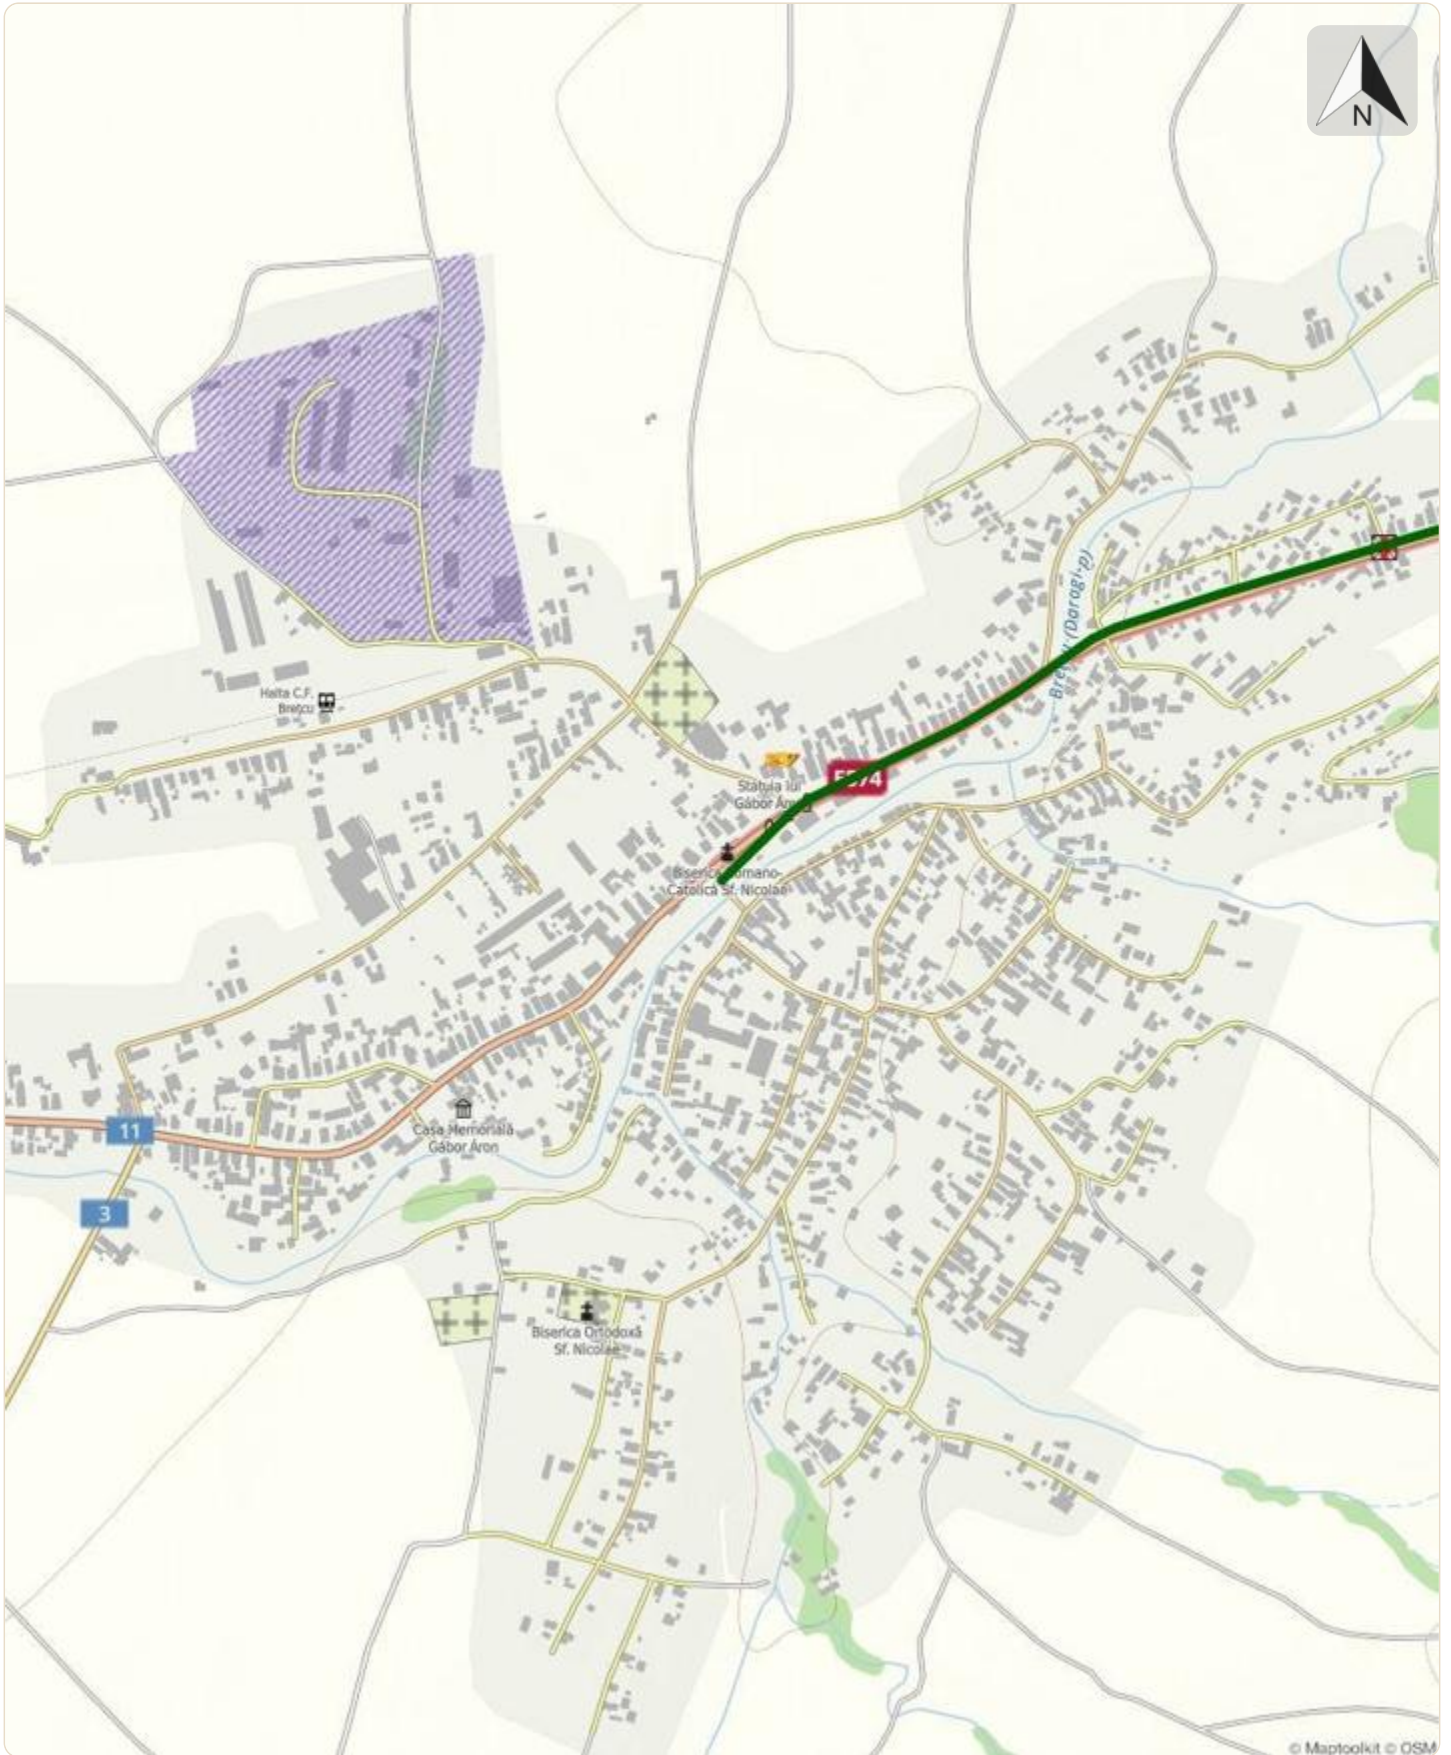 N
Brețcu (Darogi-p)
Halta C.F.
Brețcu
Statuia lui
Gábor Áron
E574
Biserica Romano-
Catolică Sf. Nicolae
11
Casa Memorială
Gábor Áron
3
Biserica Ortodoxă
Sf. Nicolae
© Maptoolkit © OSM